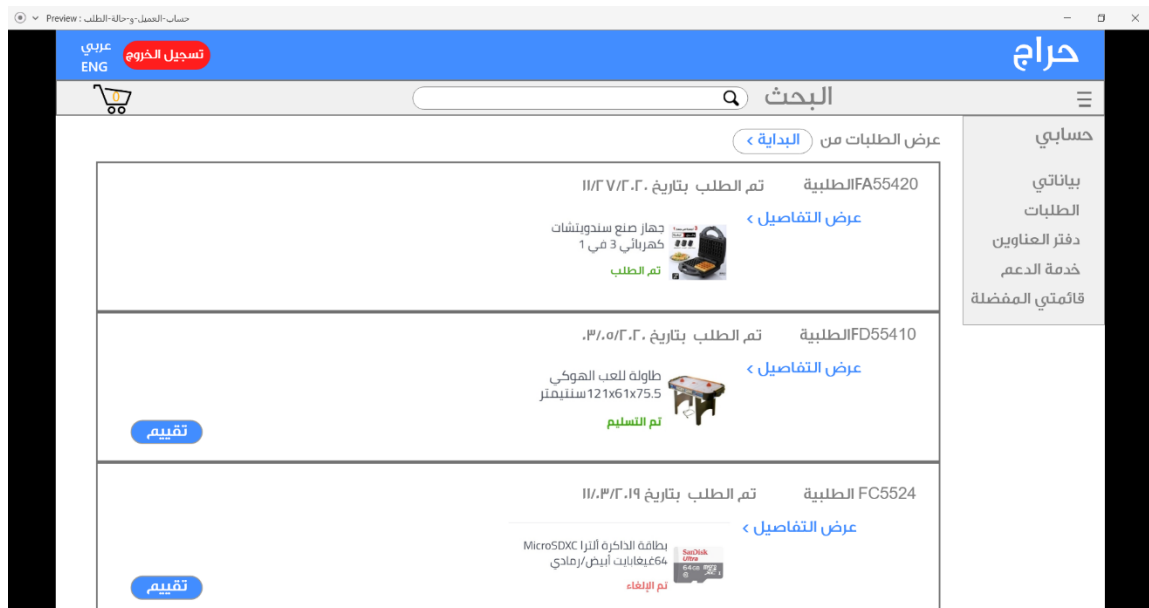 حساب-العميل-و-حالة-الطلب : Preview
حراج
تسجيل الخروج
عربي
ENG
البحث
0
حسابي
بياناتي
الطلبات
دفتر العناوين
خدمة الدعم
قائمتي المفضلة
عرض الطلبات من البداية >
FA55420الطلبية تم الطلب بتاريخ ١١/٢٧/٢٠٢٠
عرض التفاصيل >
جهاز صنع سندويتشات
كهربائي 3 في 1
تم الطلب
FD55410الطلبية تم الطلب بتاريخ ٠٣/٠٥/٢٠٢٠
عرض التفاصيل >
طاولة للعب الهوكي
121x61x75.5سنتيمتر
تم التسليم
تقييم
FC5524 الطلبية تم الطلب بتاريخ ١١/٠٣/٢٠١٩
عرض التفاصيل >
بطاقة الذاكرة ألترا MicroSDXC
64غيغابايت أبيض/رمادي
تم الإلغاء
SanDisk
Ultra
64GB
تقييم